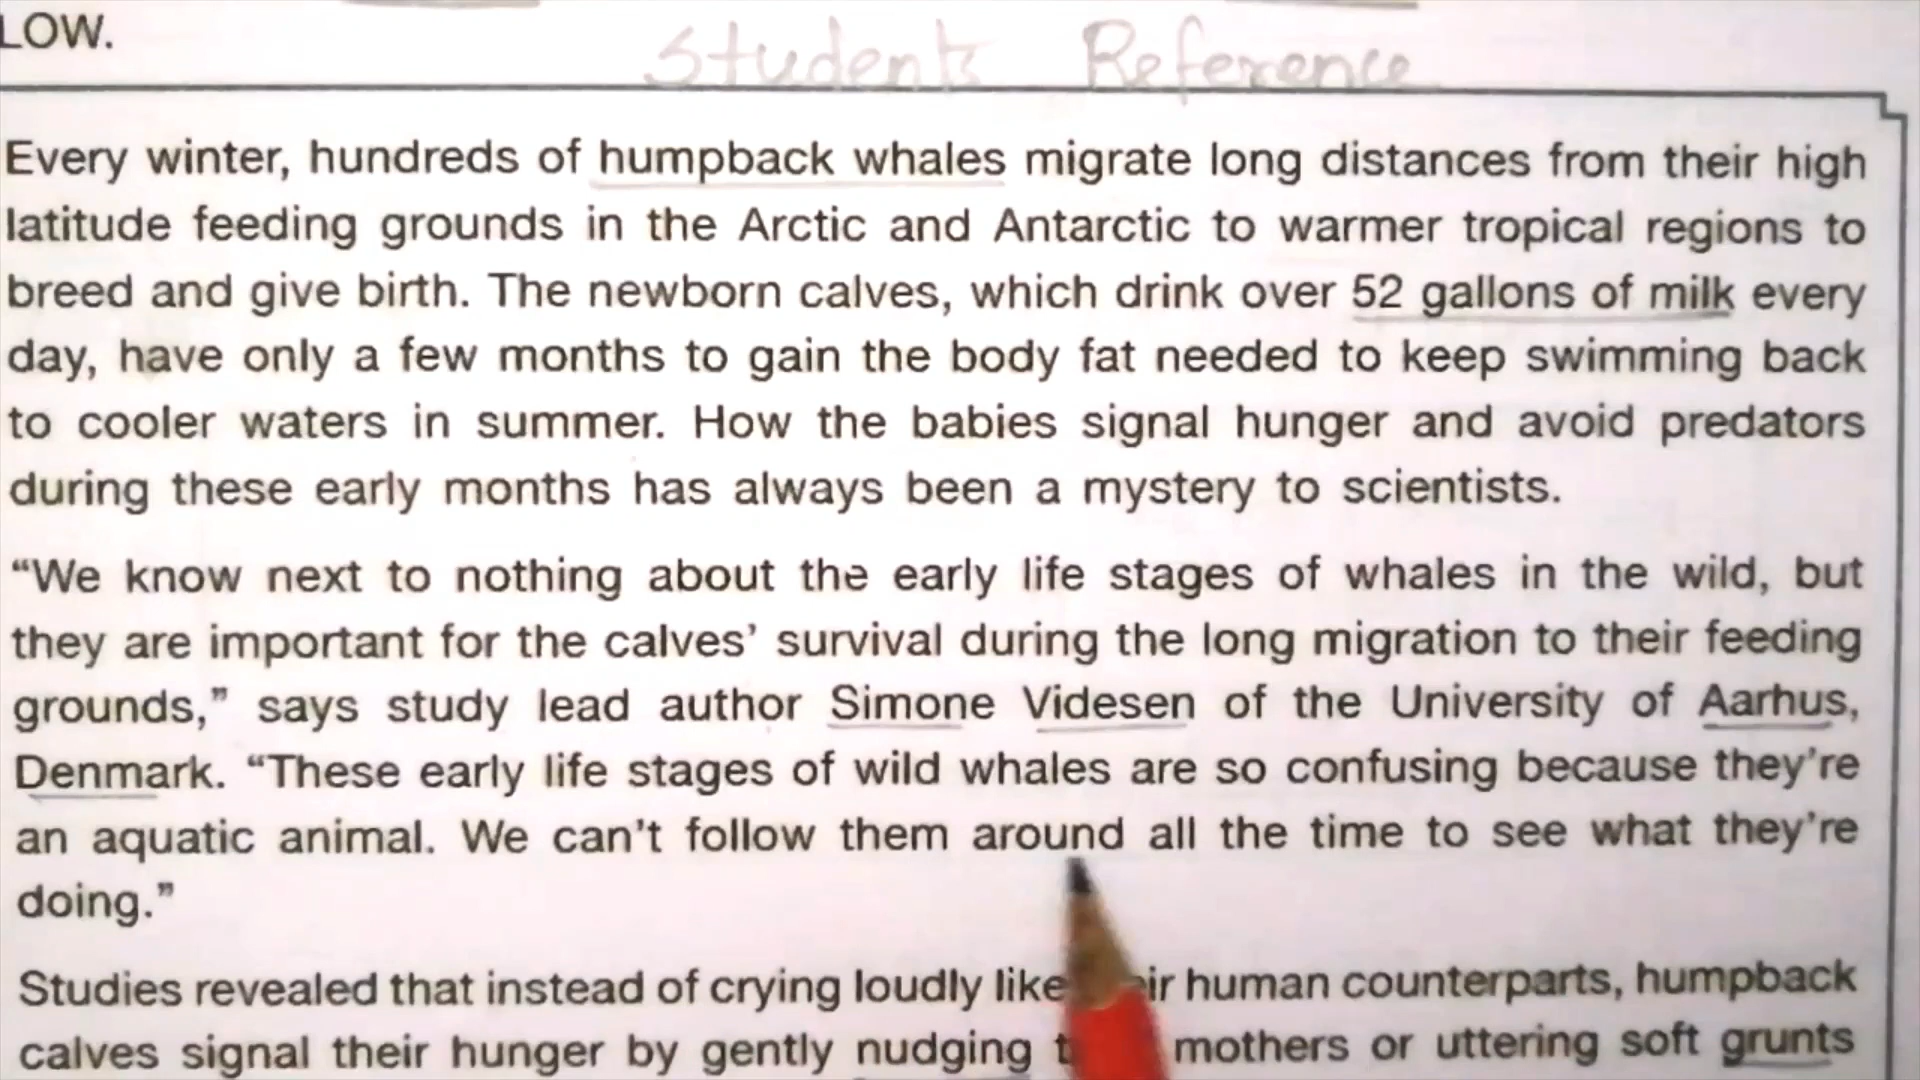 LOW.
Students Reference
Every winter, hundreds of humpback whales migrate long distances from their high
latitude feeding grounds in the Arctic and Antarctic to warmer tropical regions to
breed and give birth. The newborn calves, which drink over 52 gallons of milk every
day, have only a few months to gain the body fat needed to keep swimming back
to cooler waters in summer. How the babies signal hunger and avoid predators
during these early months has always been a mystery to scientists.
“We know next to nothing about the early life stages of whales in the wild, but
they are important for the calves’ survival during the long migration to their feeding
grounds,” says study lead author Simone Videsen of the University of Aarhus,
Denmark. “These early life stages of wild whales are so confusing because they’re
an aquatic animal. We can’t follow them around all the time to see what they’re
doing.”
Studies revealed that instead of crying loudly like human counterparts, humpback
calves signal their hunger by gently nudging mothers or uttering soft grunts